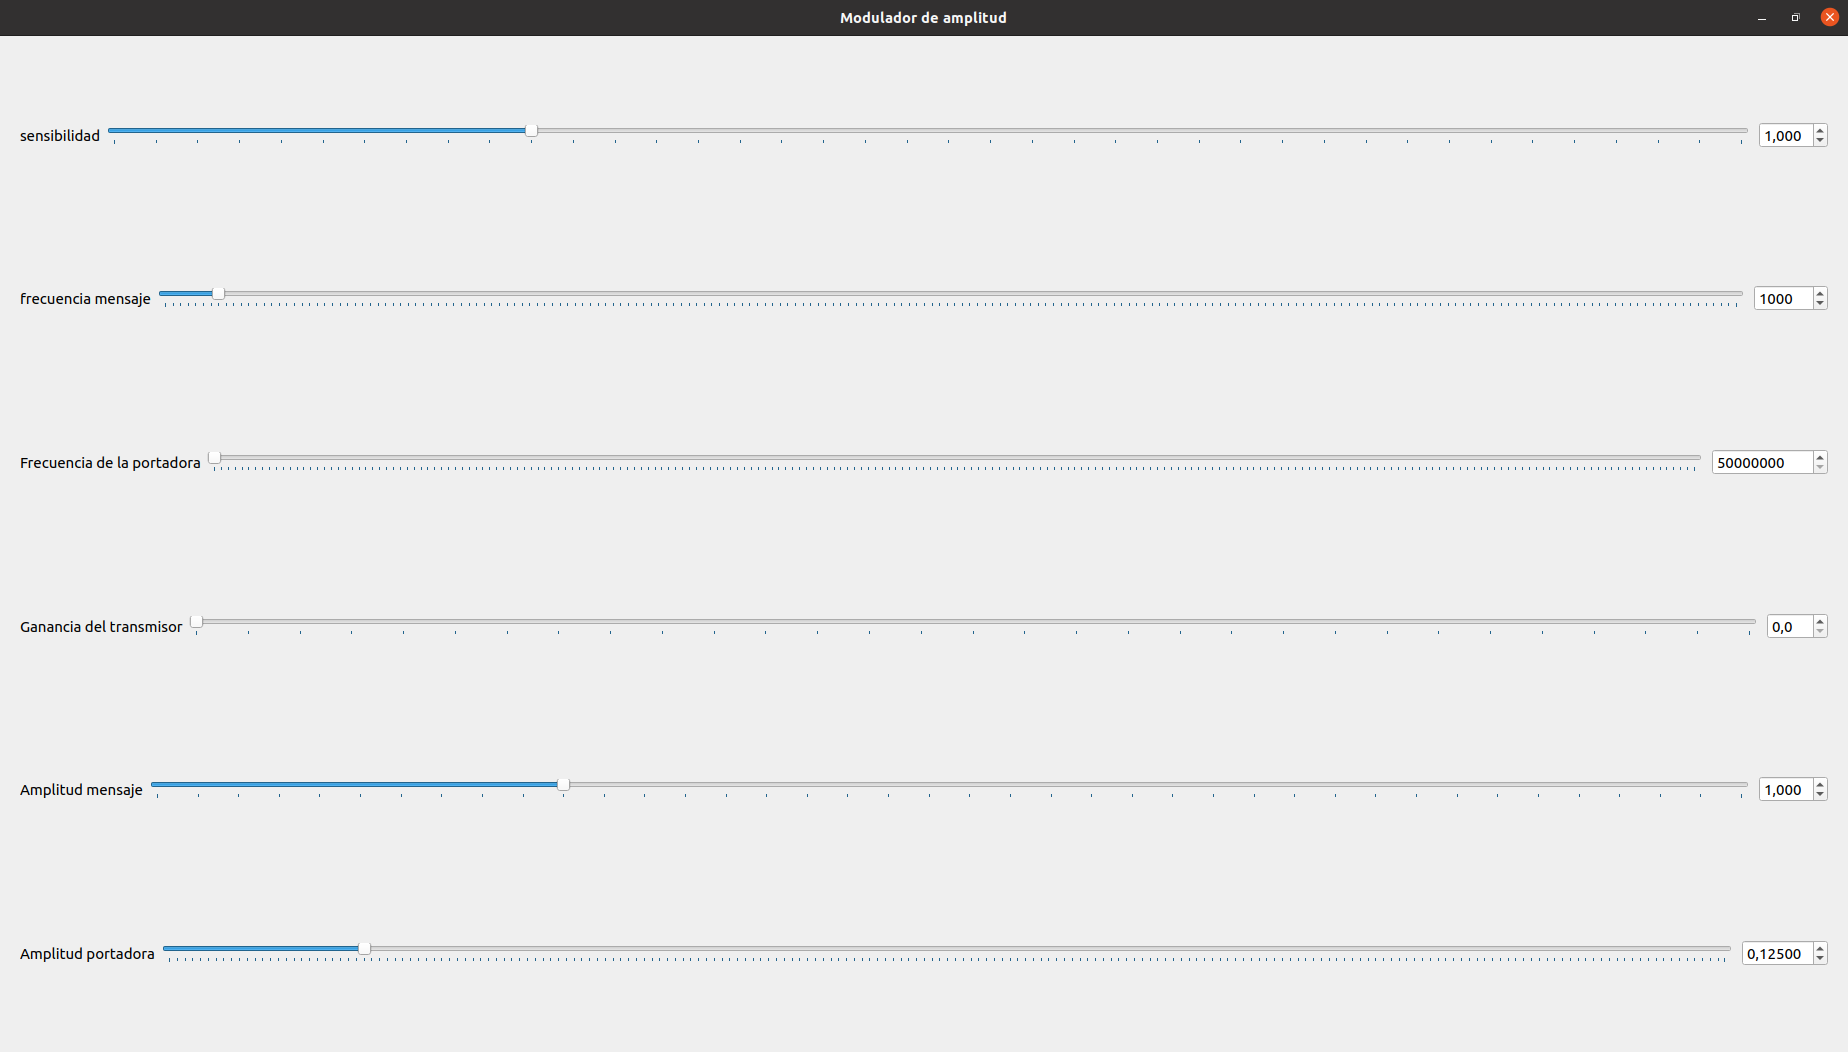 Modulador de amplitud
sensibilidad 1,000
frecuencia mensaje 1000
Frecuencia de la portadora 50000000
Ganancia del transmisor 0,0
Amplitud mensaje 1,000
Amplitud portadora 0,12500